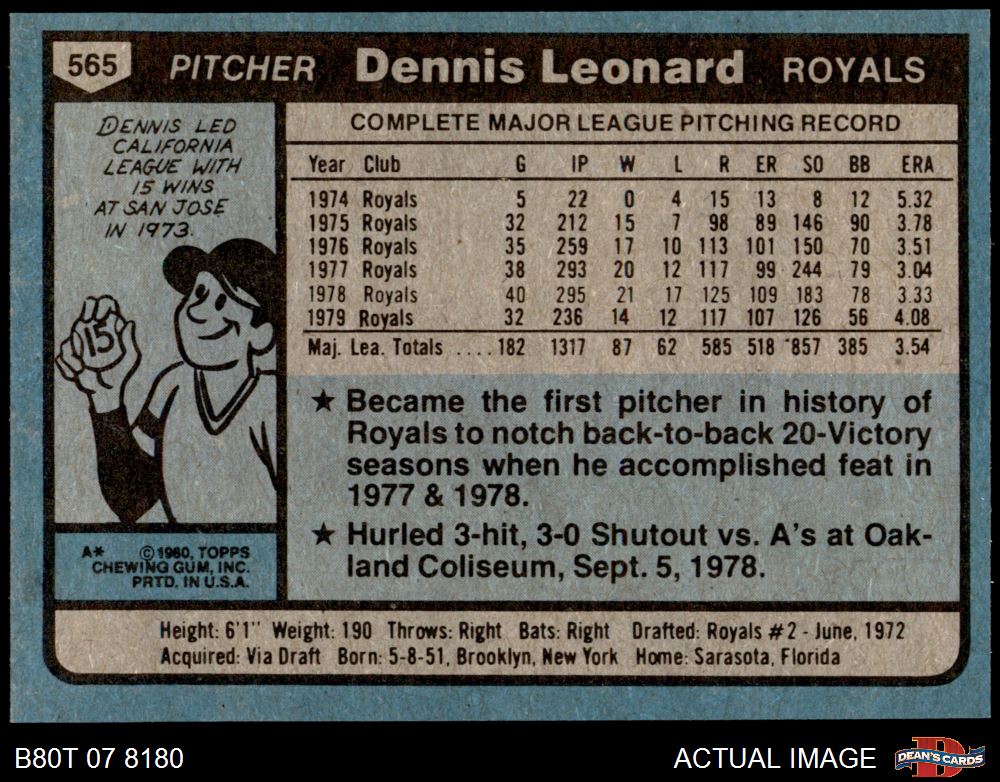 565 PITCHER Dennis Leonard ROYALS
DENNIS LED
CALIFORNIA
LEAGUE WITH
15 WINS
AT SAN JOSE
IN 1973.
15
A* ©1980, TOPPS
CHEWING GUM, INC.
PRTD. IN U.S.A.
COMPLETE MAJOR LEAGUE PITCHING RECORD
Year Club G IP W L R ER SO BB ERA
1974 Royals 5 22 0 4 15 13 8 12 5.32
1975 Royals 32 212 15 7 98 89 146 90 3.78
1976 Royals 35 259 17 10 113 101 150 70 3.51
1977 Royals 38 293 20 12 117 99 244 79 3.04
1978 Royals 40 295 21 17 125 109 183 78 3.33
1979 Royals 32 236 14 12 117 107 126 56 4.08
Maj. Lea. Totals .... 182 1317 87 62 585 518 857 385 3.54
★ Became the first pitcher in history of
Royals to notch back-to-back 20-Victory
seasons when he accomplished feat in
1977 & 1978.
★ Hurled 3-hit, 3-0 Shutout vs. A's at Oak-
land Coliseum, Sept. 5, 1978.
Height: 6'1" Weight: 190 Throws: Right Bats: Right Drafted: Royals #2 - June, 1972
Acquired: Via Draft Born: 5-8-51, Brooklyn, New York Home: Sarasota, Florida
B80T 07 8180 ACTUAL IMAGE D DEAN'S CARDS